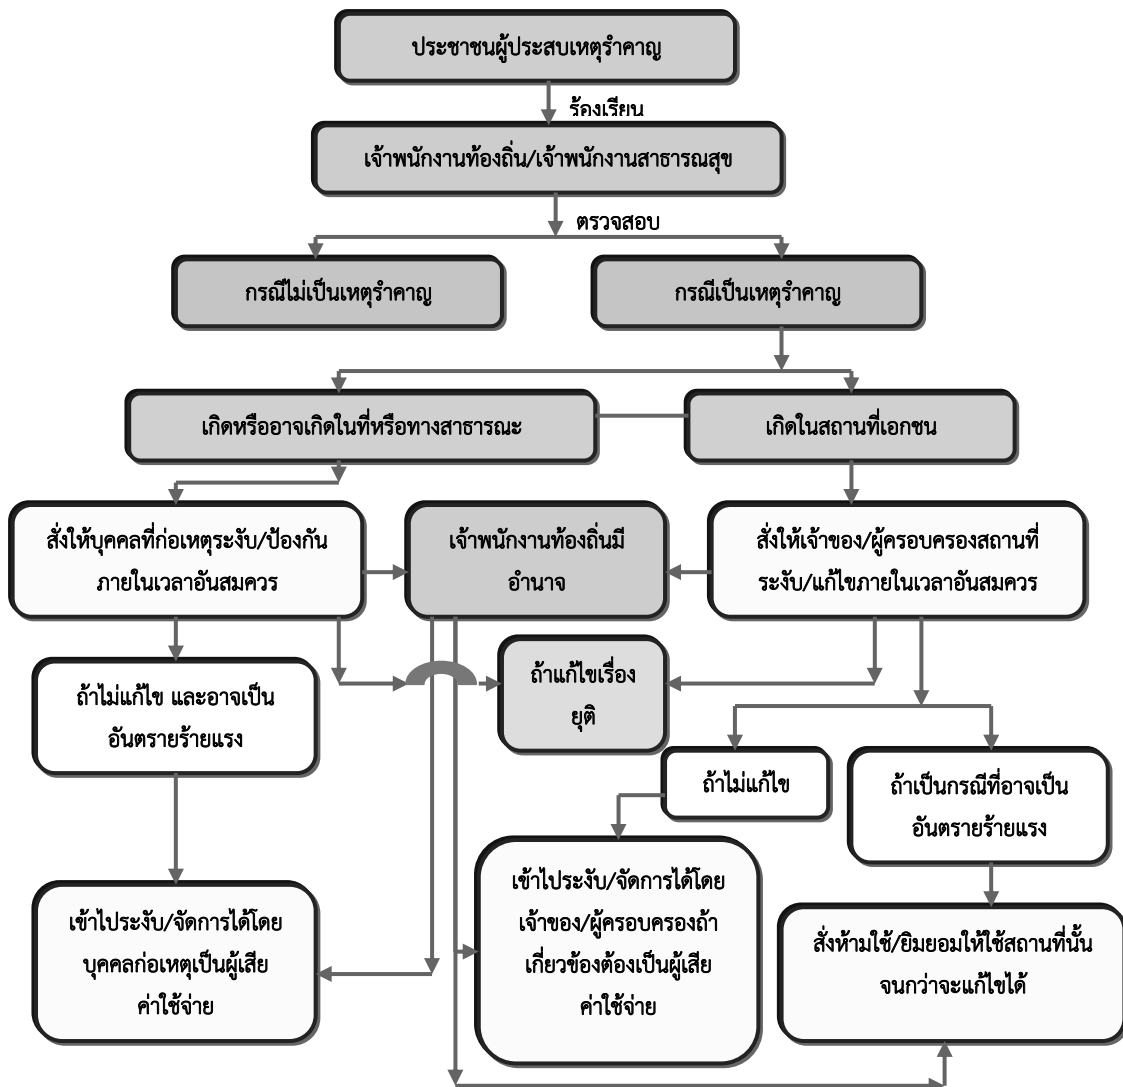 ประชาชนผู้ประสบเหตุรำคาญ
ร้องเรียน
เจ้าพนักงานท้องถิ่น/เจ้าพนักงานสาธารณสุข
ตรวจสอบ
กรณีไม่เป็นเหตุรำคาญ
กรณีเป็นเหตุรำคาญ
เกิดหรืออาจเกิดในที่หรือทางสาธารณะ
เกิดในสถานที่เอกชน
สั่งให้บุคคลที่ก่อเหตุระงับ/ป้องกัน
ภายในเวลาอันสมควร
เจ้าพนักงานท้องถิ่นมี
อำนาจ
สั่งให้เจ้าของ/ผู้ครอบครองสถานที่
ระงับ/แก้ไขภายในเวลาอันสมควร
ถ้าไม่แก้ไข และอาจเป็น
อันตรายร้ายแรง
ถ้าแก้ไขเรื่อง
ยุติ
ถ้าไม่แก้ไข
ถ้าเป็นกรณีที่อาจเป็น
อันตรายร้ายแรง
เข้าไประงับ/จัดการได้โดย
บุคคลก่อเหตุเป็นผู้เสีย
ค่าใช้จ่าย
เข้าไประงับ/จัดการได้โดย
เจ้าของ/ผู้ครอบครองถ้า
เกี่ยวข้องต้องเป็นผู้เสีย
ค่าใช้จ่าย
สั่งห้ามใช้/ยิมยอมให้ใช้สถานที่นั้น
จนกว่าจะแก้ไขได้